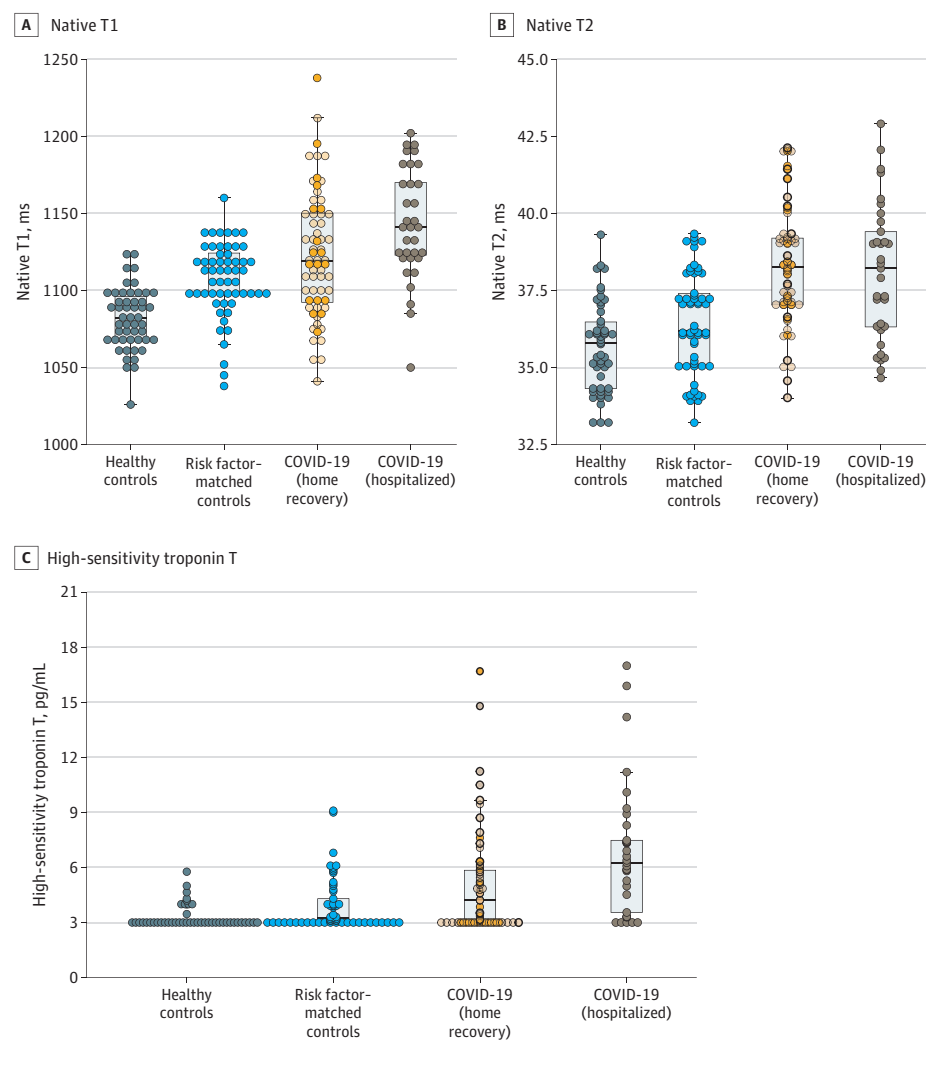 A Native T1
1250
1200
1150
1100
1050
1000
Native T1, ms
Healthy
controls
Risk factor–
matched
controls
COVID-19
(home
recovery)
COVID-19
(hospitalized)
B Native T2
45.0
42.5
40.0
37.5
35.0
32.5
Native T2, ms
Healthy
controls
Risk factor–
matched
controls
COVID-19
(home
recovery)
COVID-19
(hospitalized)
C High-sensitivity troponin T
21
18
15
12
9
6
3
0
High-sensitivity troponin T, pg/mL
Healthy
controls
Risk factor–
matched
controls
COVID-19
(home
recovery)
COVID-19
(hospitalized)